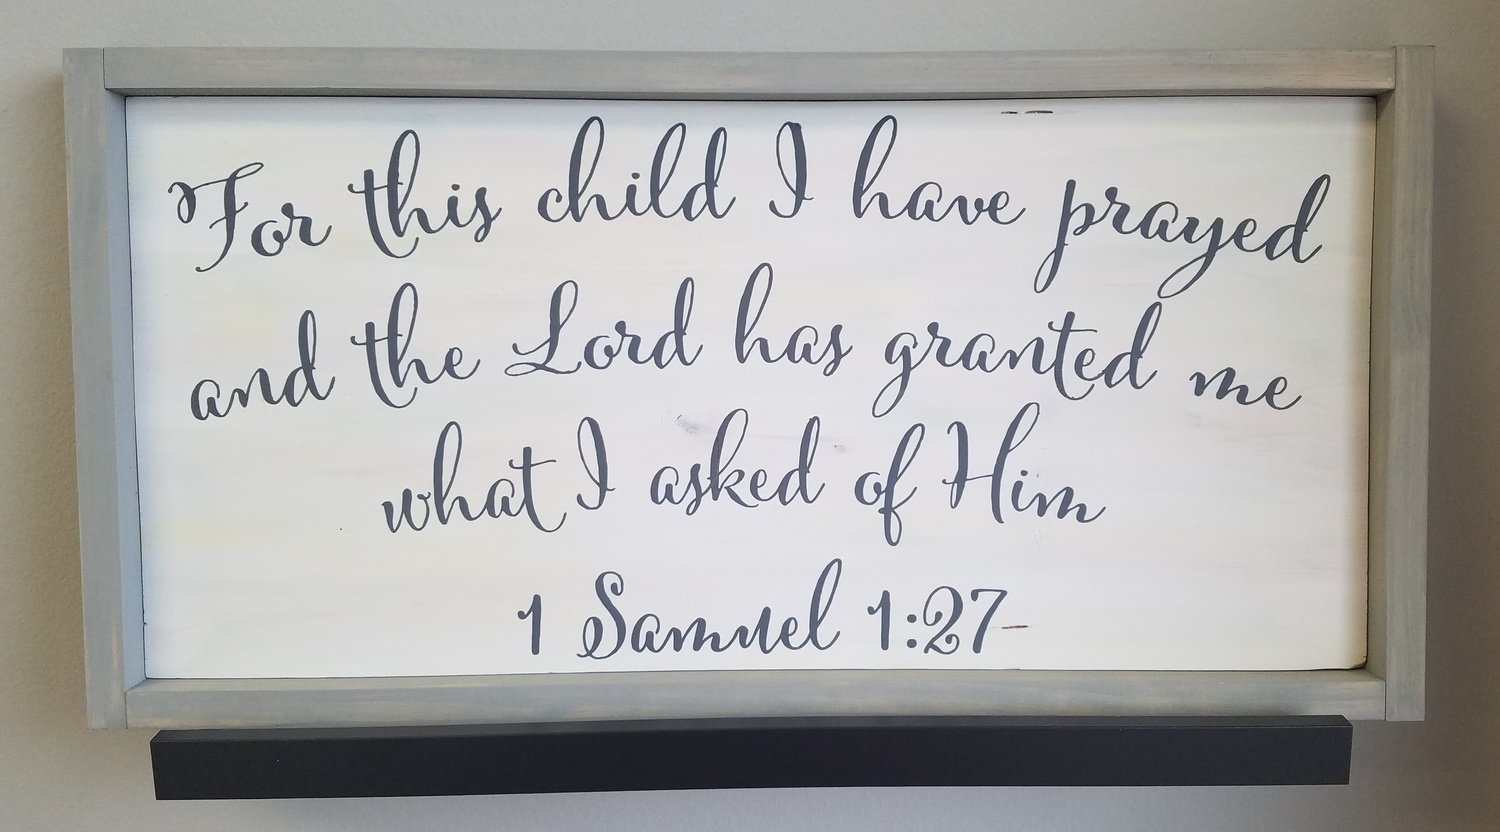 For this child I have prayed
and the Lord has granted me
what I asked of Him
1 Samuel 1:27